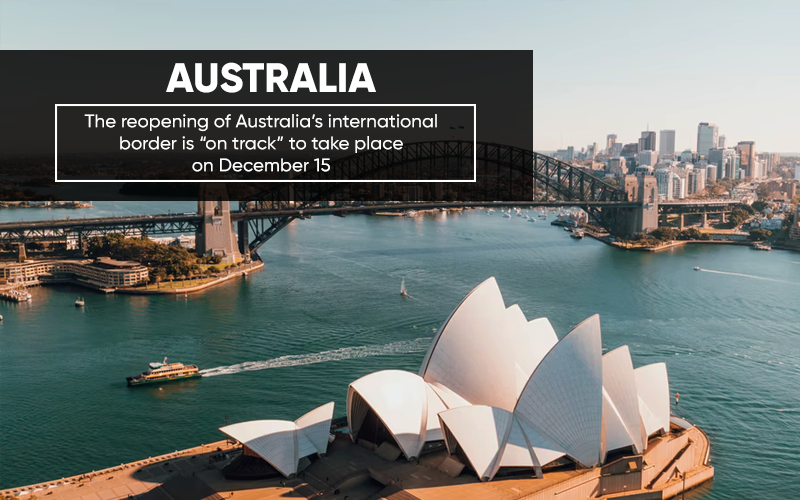 AUSTRALIA
The reopening of Australia’s international
border is “on track” to take place
on December 15